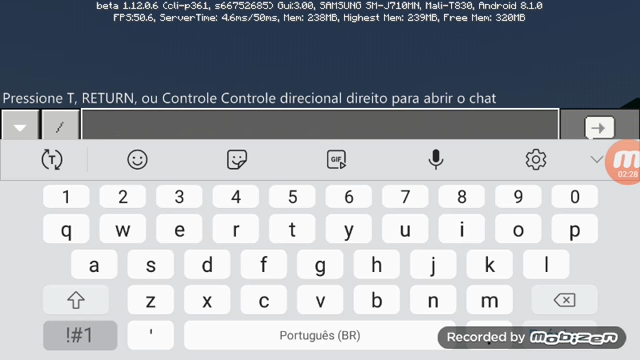 beta 1.12.0.6 (cli-p361, s66752685) Gui:3.00, SAMSUNG SM-J710MN, Mali-T830, Android 8.1.0
FPS:50.6, ServerTime: 4.6ms/50ms, Mem: 238MB, Highest Mem: 239MB, Free Mem: 320MB
Pressione T, RETURN, ou Controle Controle direcional direito para abrir o chat
/
T GIF
02:28
1 2 3 4 5 6 7 8 9 0
q w e r t y u i o p
a s d f g h j k l
z x c v b n m
!#1 ' Português (BR)
Recorded by Mobizen